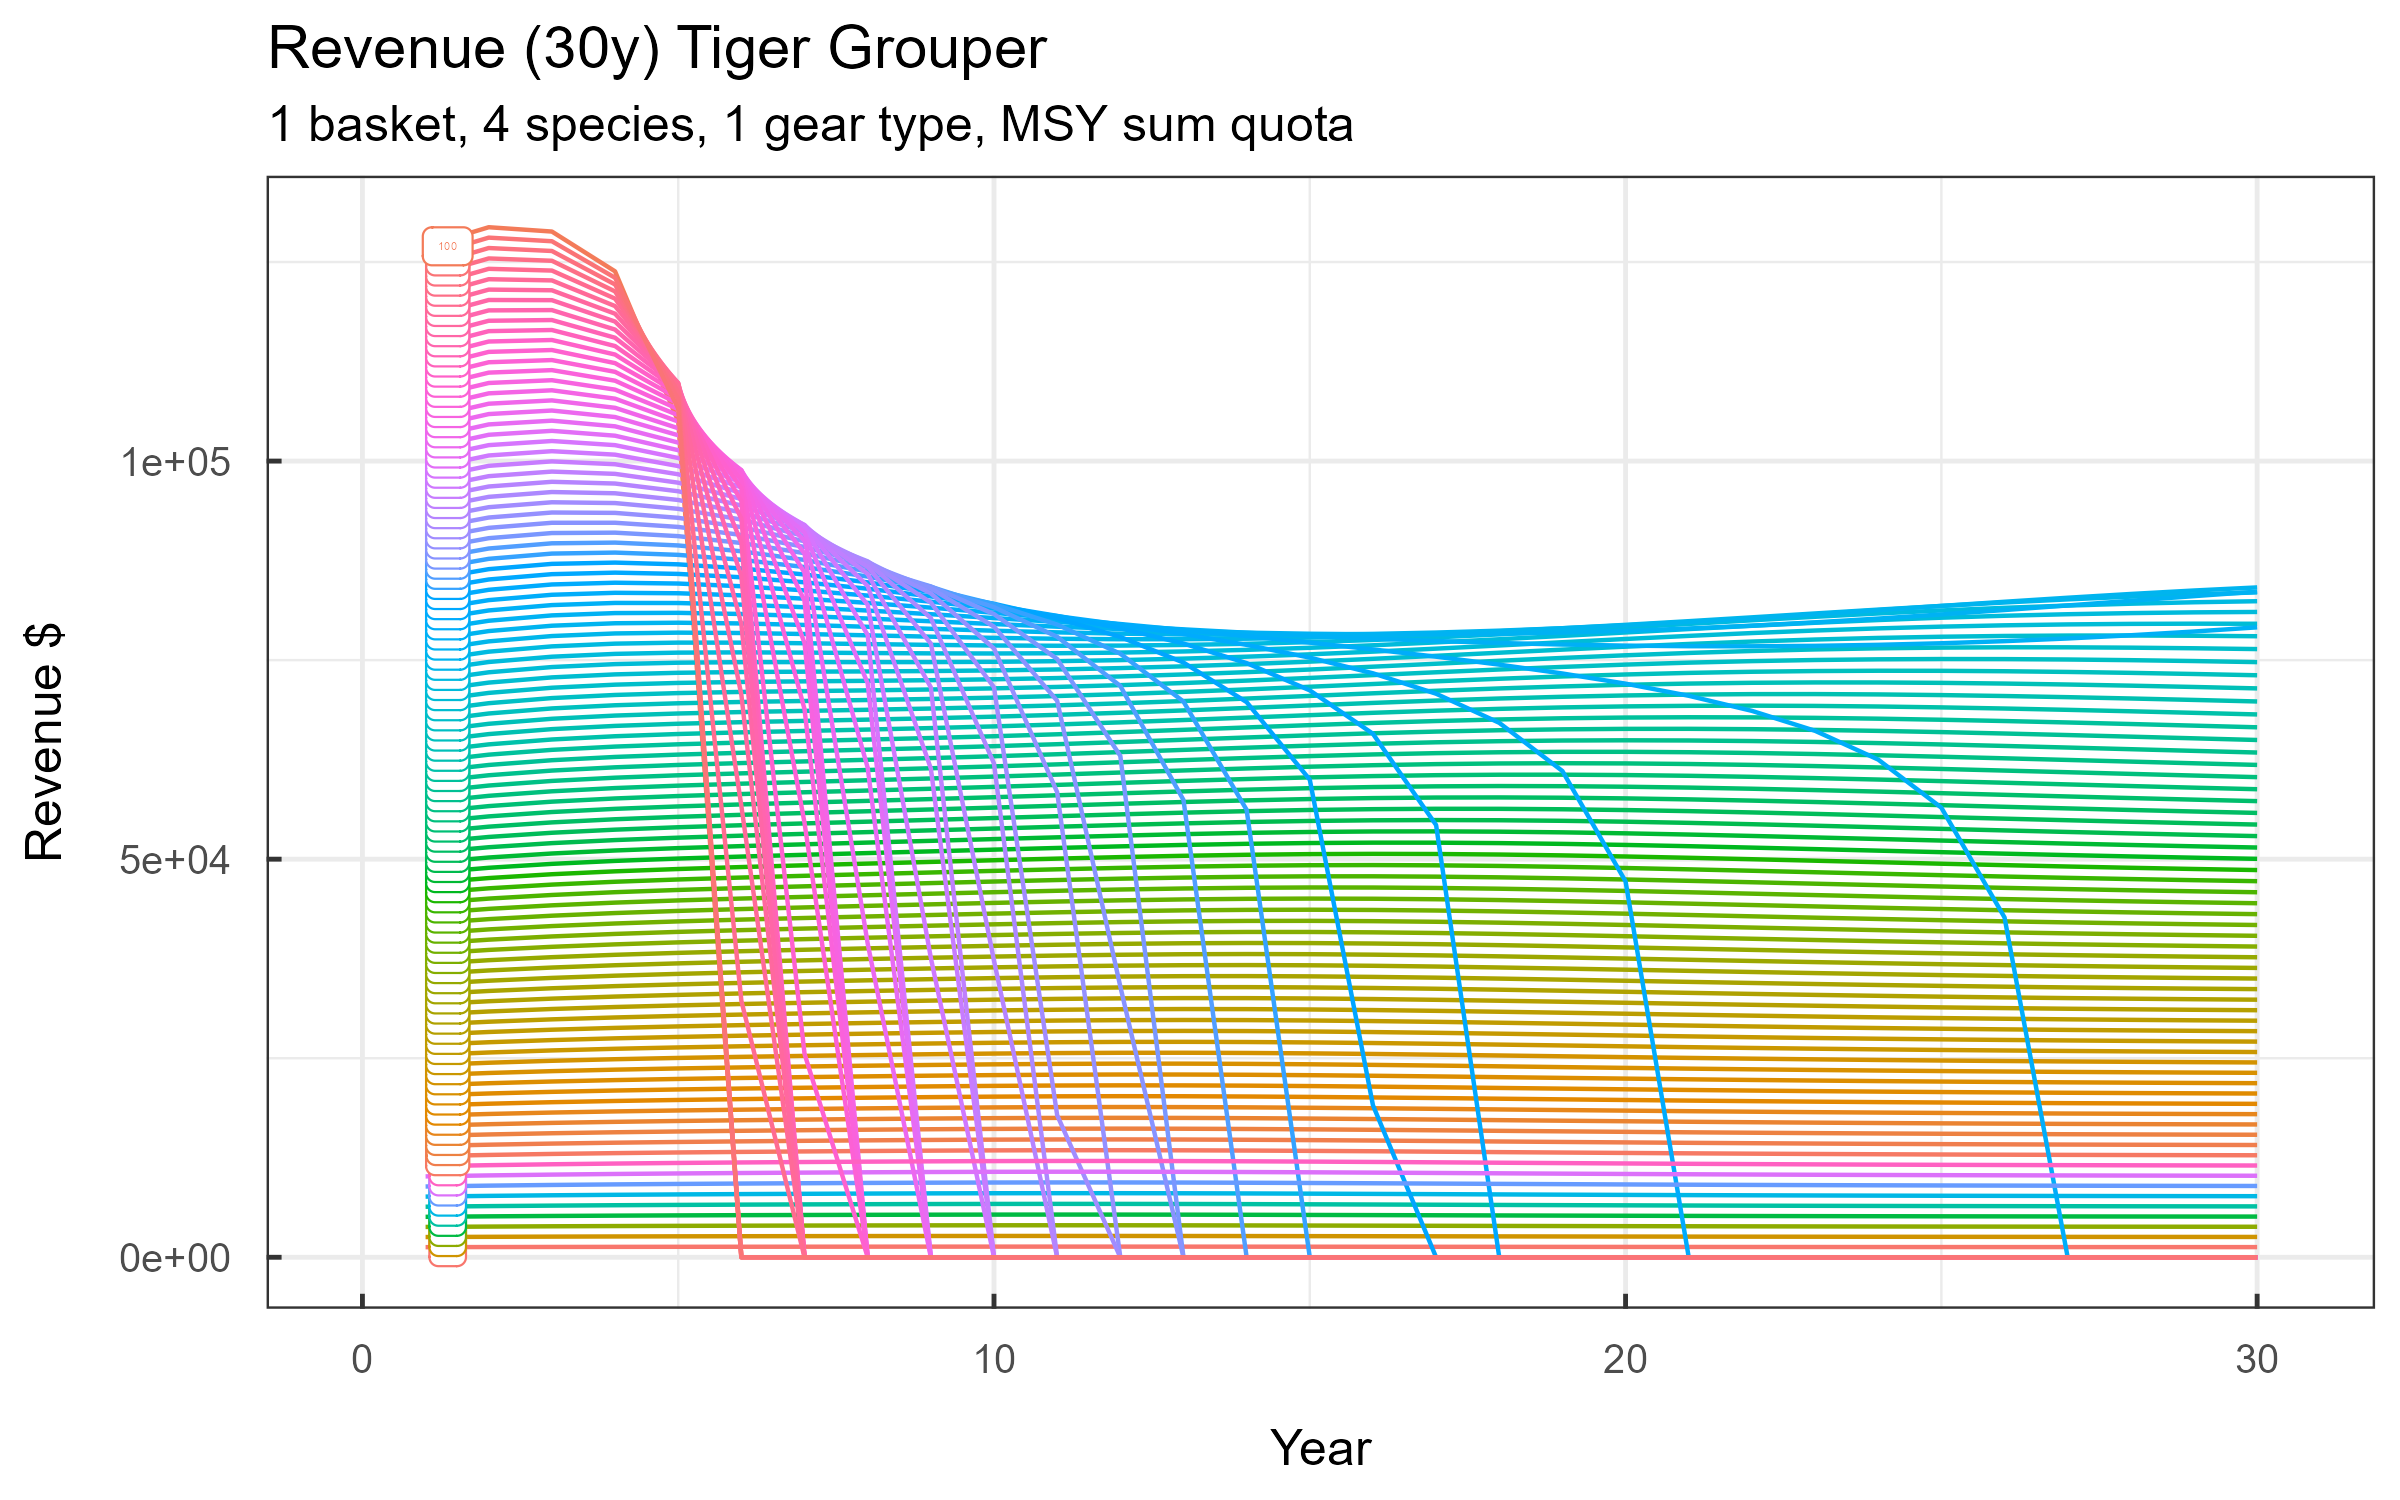 Revenue (30y) Tiger Grouper
1 basket, 4 species, 1 gear type, MSY sum quota
Revenue $
1e+05
5e+04
0e+00
100
0
10
20
30
Year